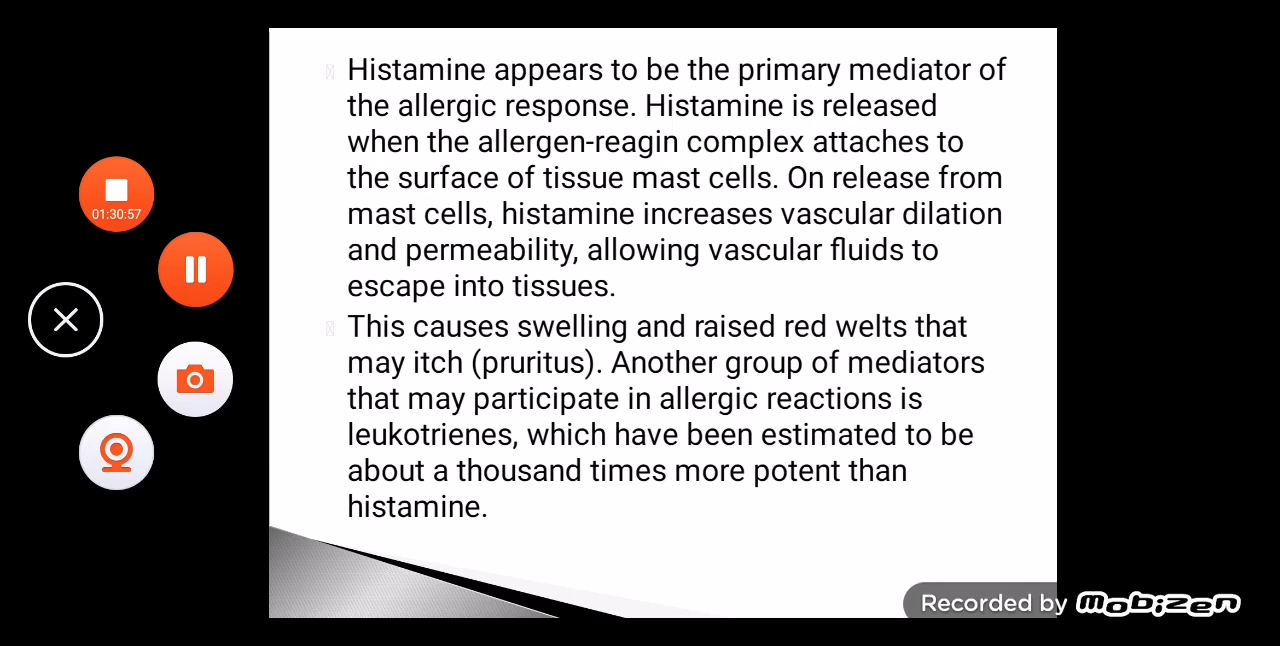 Histamine appears to be the primary mediator of
the allergic response. Histamine is released
when the allergen-reagin complex attaches to
the surface of tissue mast cells. On release from
mast cells, histamine increases vascular dilation
and permeability, allowing vascular fluids to
escape into tissues.
This causes swelling and raised red welts that
may itch (pruritus). Another group of mediators
that may participate in allergic reactions is
leukotrienes, which have been estimated to be
about a thousand times more potent than
histamine.
01:30:57
Recorded by mobizen